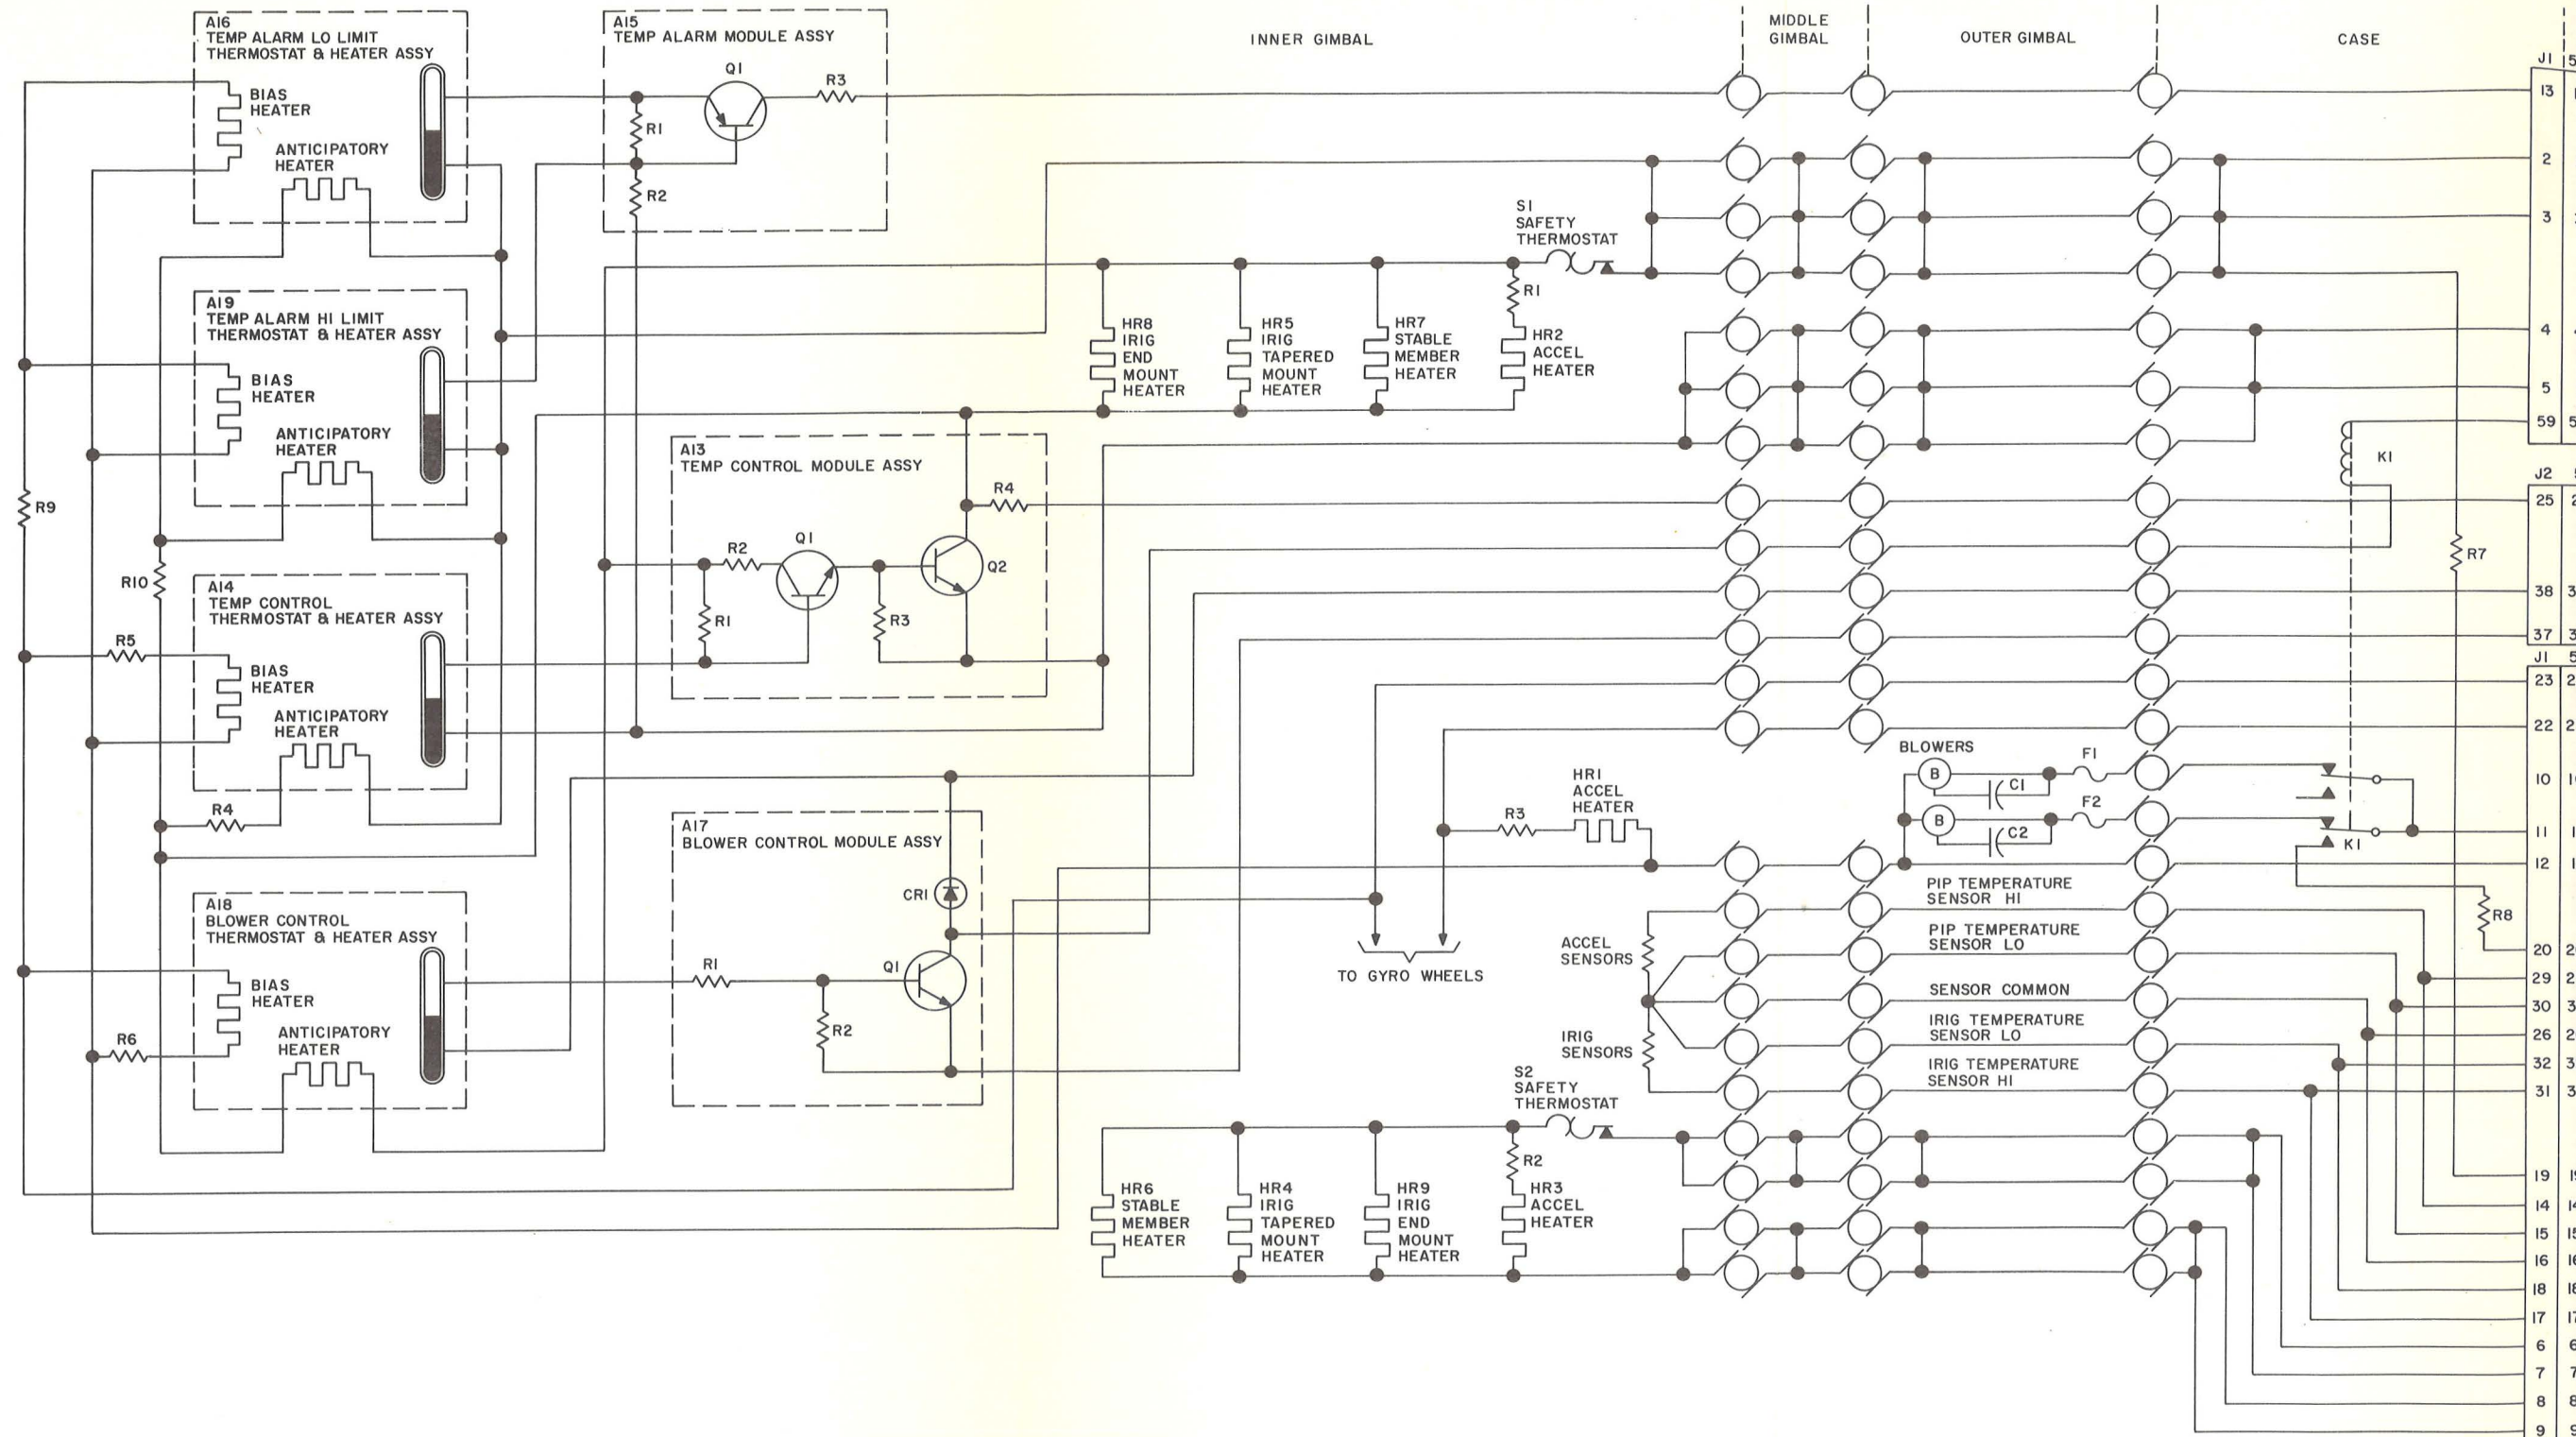 A16
TEMP ALARM LO LIMIT
THERMOSTAT & HEATER ASSY
BIAS
HEATER
ANTICIPATORY
HEATER
A15
TEMP ALARM MODULE ASSY
Q1
R3
R1
R2
INNER GIMBAL
MIDDLE
GIMBAL
OUTER GIMBAL
CASE
J1
13
2
3
4
5
59
A19
TEMP ALARM HI LIMIT
THERMOSTAT & HEATER ASSY
BIAS
HEATER
ANTICIPATORY
HEATER
R9
R10
S1
SAFETY
THERMOSTAT
R1
HR8
IRIG
END
MOUNT
HEATER
HR5
IRIG
TAPERED
MOUNT
HEATER
HR7
STABLE
MEMBER
HEATER
HR2
ACCEL
HEATER
K1
J2
25
38
37
R7
A13
TEMP CONTROL MODULE ASSY
R4
R2
Q1
Q2
R1
R3
A14
TEMP CONTROL
THERMOSTAT & HEATER ASSY
R5
BIAS
HEATER
ANTICIPATORY
HEATER
R4
J1
23
22
10
11
12
BLOWERS
B
C1
F1
B
C2
F2
K1
HR1
ACCEL
HEATER
R3
A17
BLOWER CONTROL MODULE ASSY
CR1
R1
Q1
R2
A18
BLOWER CONTROL
THERMOSTAT & HEATER ASSY
BIAS
HEATER
ANTICIPATORY
HEATER
R6
TO GYRO WHEELS
ACCEL
SENSORS
IRIG
SENSORS
PIP TEMPERATURE
SENSOR HI
PIP TEMPERATURE
SENSOR LO
SENSOR COMMON
IRIG TEMPERATURE
SENSOR LO
IRIG TEMPERATURE
SENSOR HI
R8
20
29
30
26
32
31
S2
SAFETY
THERMOSTAT
R2
HR6
STABLE
MEMBER
HEATER
HR4
IRIG
TAPERED
MOUNT
HEATER
HR9
IRIG
END
MOUNT
HEATER
HR3
ACCEL
HEATER
19
14
15
16
18
17
6
7
8
9